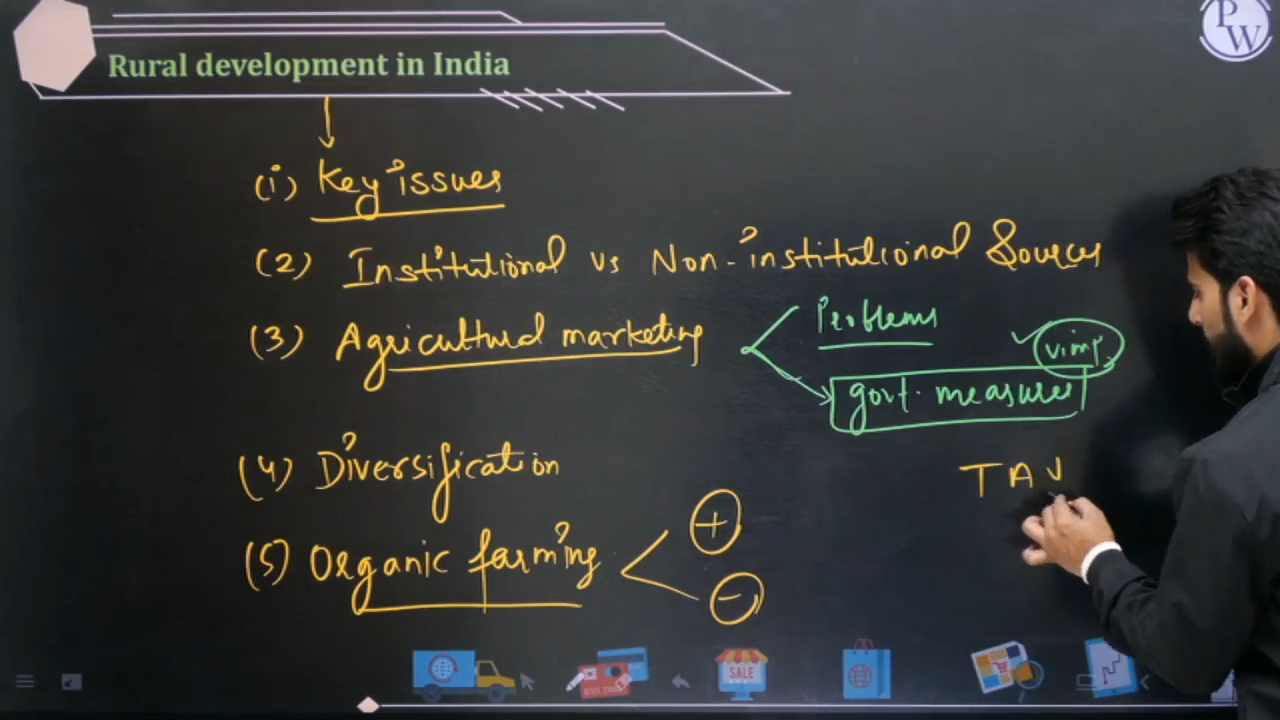 PW
Rural development in India
(i) Key issues
(2) Institutional vs Non-institutional Sources
(3) Agricultural marketing
Problems
vimp.
govt. measures
(4) Diversification
TAV
(5) Organic farming
+
-
SALE